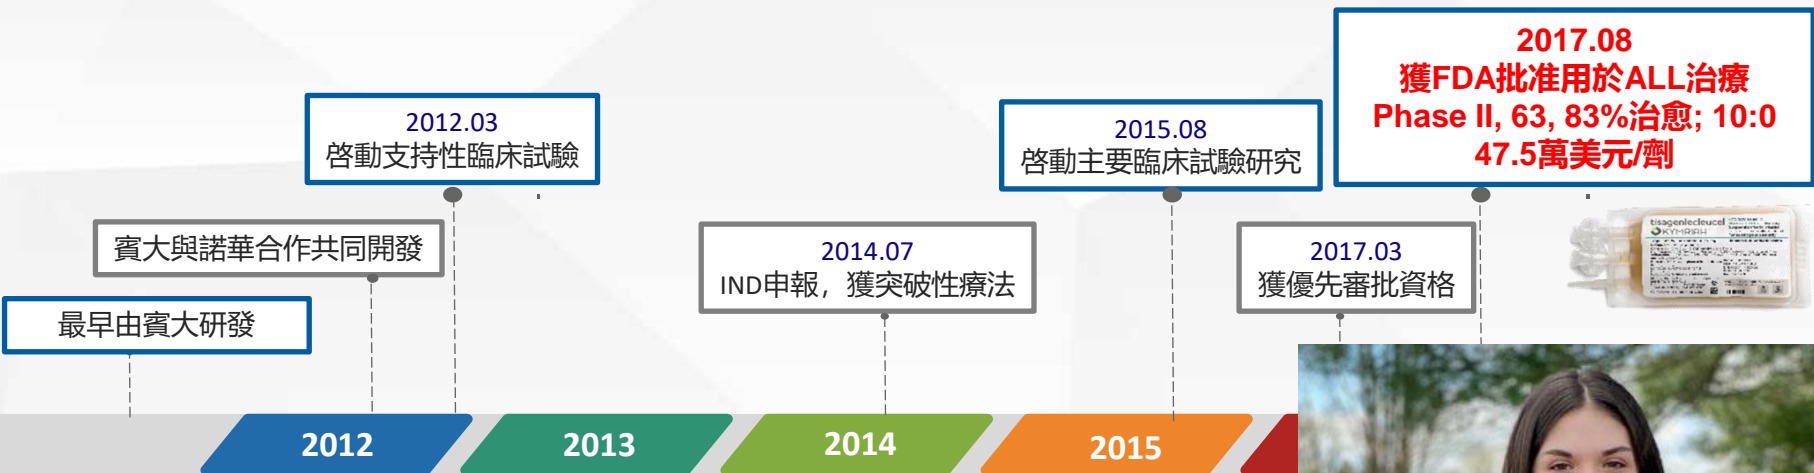 2017.08
獲FDA批准用於ALL治療
Phase II, 63, 83%治愈; 10:0
47.5萬美元/劑
2012.03
啓動支持性臨床試驗
2015.08
啓動主要臨床試驗研究
賓大與諾華合作共同開發
2014.07
IND申報，獲突破性療法
2017.03
獲優先審批資格
tisagenlecleucel
KYMRIAH
最早由賓大研發
2012
2013
2014
2015